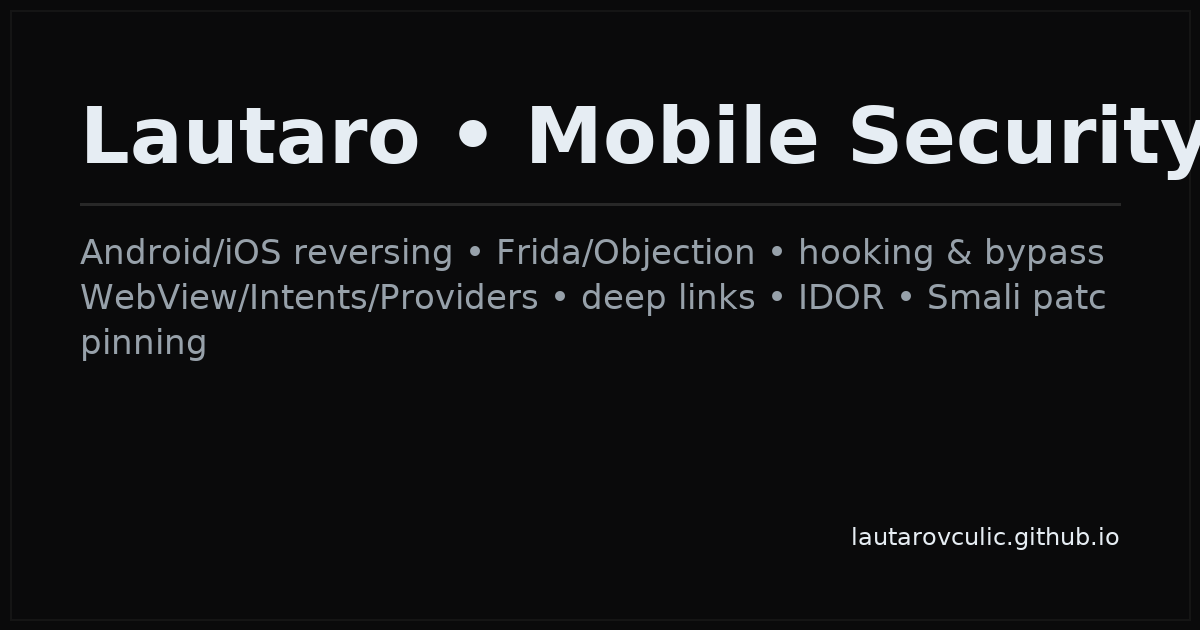 Lautaro • Mobile Security
Android/iOS reversing • Frida/Objection • hooking & bypass
WebView/Intents/Providers • deep links • IDOR • Smali patc
pinning
lautarovculic.github.io